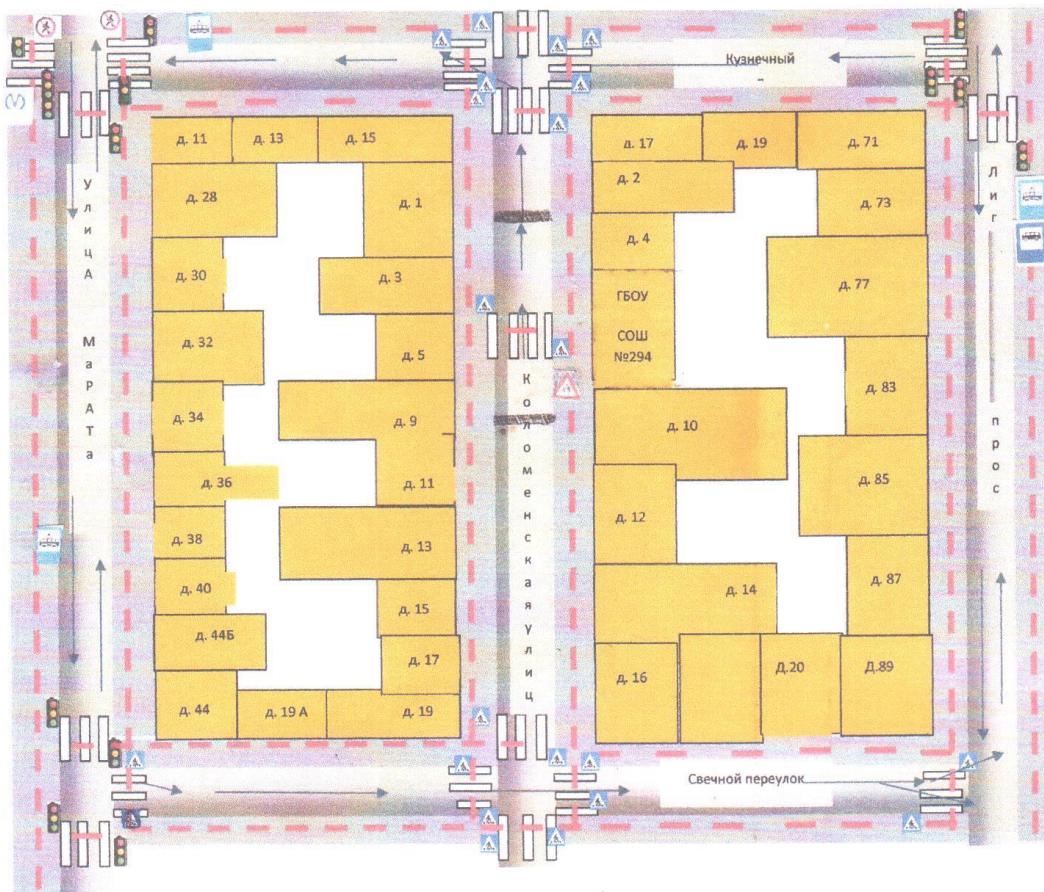 Кузнечный
УлицА
МАРАТа
Коломенскаяулиц
Лиг
прос
Свечной переулок
д. 11
д. 13
д. 15
д. 28
д. 1
д. 30
д. 3
д. 32
д. 5
д. 34
д. 9
д. 36
д. 11
д. 38
д. 13
д. 40
д. 15
д. 44Б
д. 17
д. 44
д. 19 А
д. 19
д. 17
д. 19
д. 71
д. 2
д. 73
д. 4
д. 77
ГБОУ
СОШ
№294
д. 83
д. 10
д. 85
д. 12
д. 87
д. 14
д. 16
Д.20
Д.89